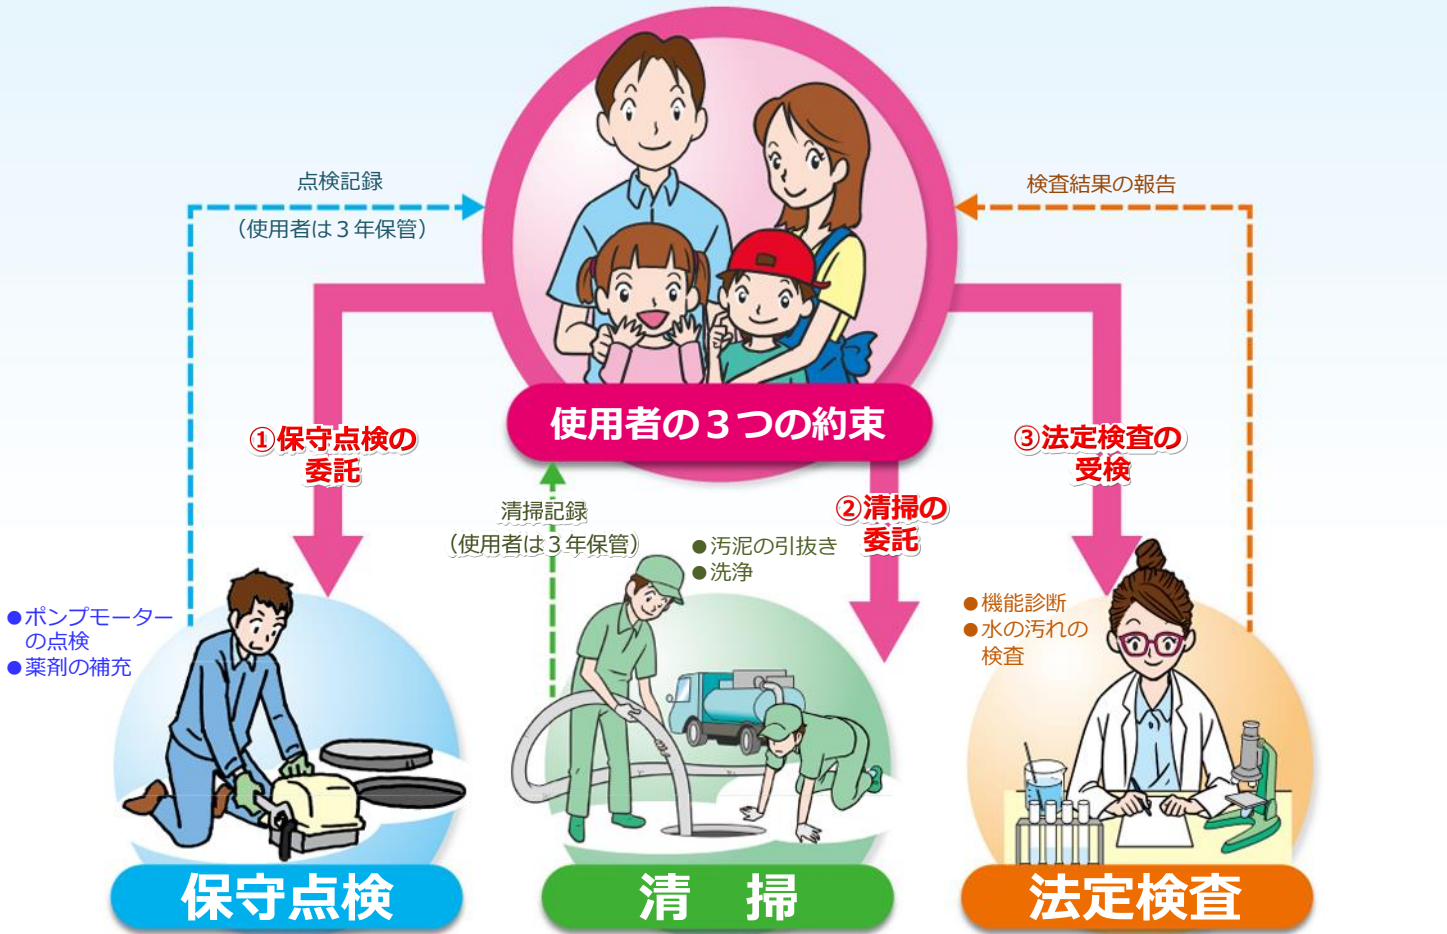 点検記録
（使用者は３年保管）
検査結果の報告
使用者の３つの約束
①保守点検の
委託
清掃記録
（使用者は３年保管）
②清掃の
委託
③法定検査の
受検
●ポンプモーター
の点検
●薬剤の補充
●汚泥の引抜き
●洗浄
●機能診断
●水の汚れの
検査
保守点検
清　掃
法定検査